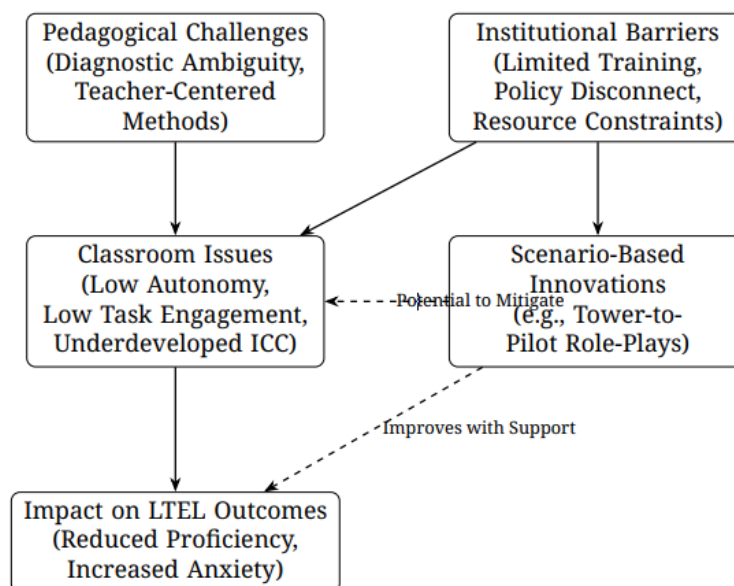 Pedagogical Challenges
(Diagnostic Ambiguity,
Teacher-Centered
Methods)
Institutional Barriers
(Limited Training,
Policy Disconnect,
Resource Constraints)
Classroom Issues
(Low Autonomy,
Low Task Engagement,
Underdeveloped ICC)
Potential to Mitigate
Scenario-Based
Innovations
(e.g., Tower-to-
Pilot Role-Plays)
Improves with Support
Impact on LTEL Outcomes
(Reduced Proficiency,
Increased Anxiety)